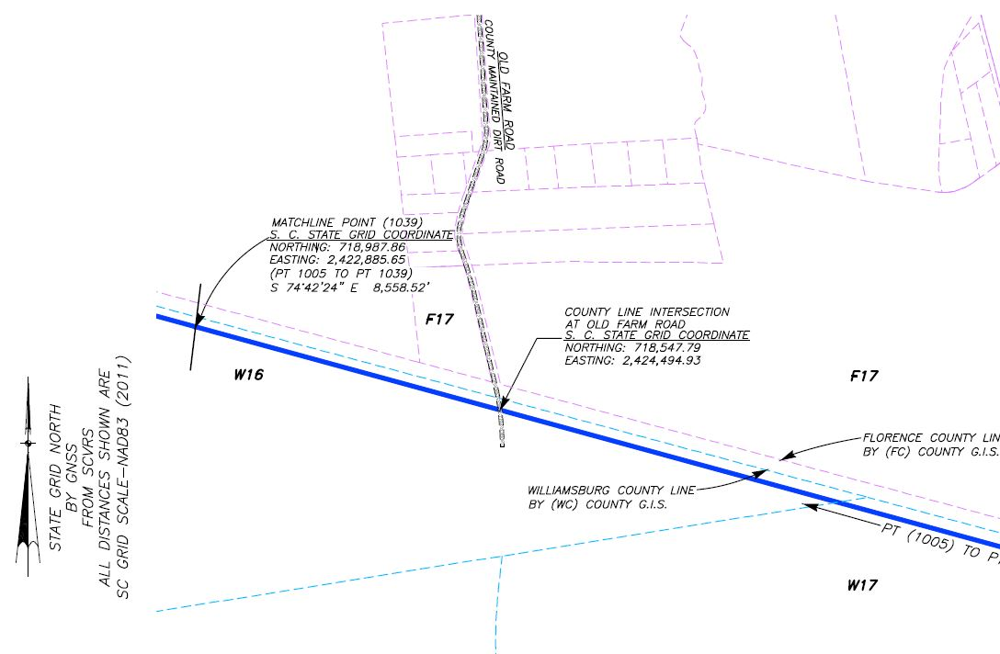 OLD FARM ROAD
COUNTY MAINTAINED DIRT ROAD
MATCHLINE POINT (1039)
S. C. STATE GRID COORDINATE
NORTHING: 718,987.86
EASTING: 2,422,885.65
(PT 1005 TO PT 1039)
S 74°42'24" E 8,558.52'
F17
W16
COUNTY LINE INTERSECTION
AT OLD FARM ROAD
S. C. STATE GRID COORDINATE
NORTHING: 718,547.79
EASTING: 2,424,494.93
F17
FLORENCE COUNTY LIN
BY (FC) COUNTY G.I.S.
WILLIAMSBURG COUNTY LINE
BY (WC) COUNTY G.I.S.
PT (1005) TO
W17
STATE GRID NORTH
BY GNSS
FROM SCVRS
ALL DISTANCES SHOWN ARE
SC GRID SCALE-NAD83 (2011)